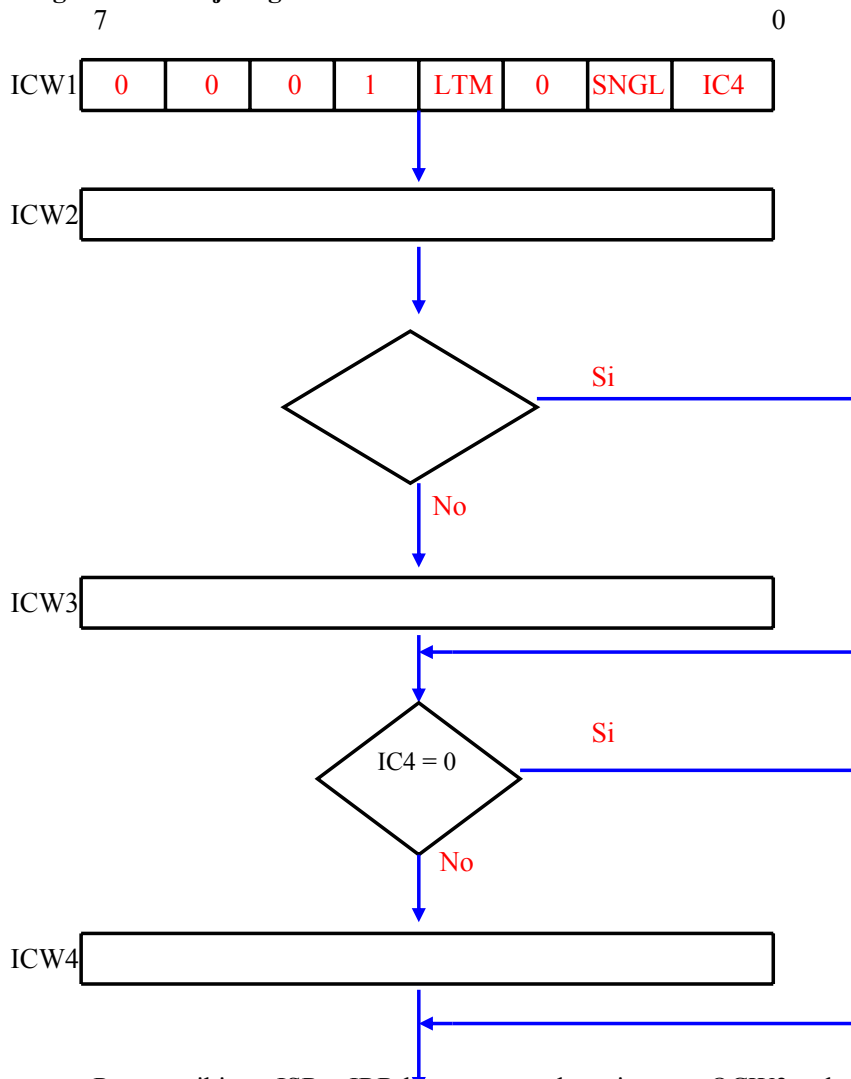 7 0
ICW1 0 0 0 1 LTM 0 SNGL IC4
ICW2
Si
No
ICW3
Si
IC4 = 0
No
ICW4